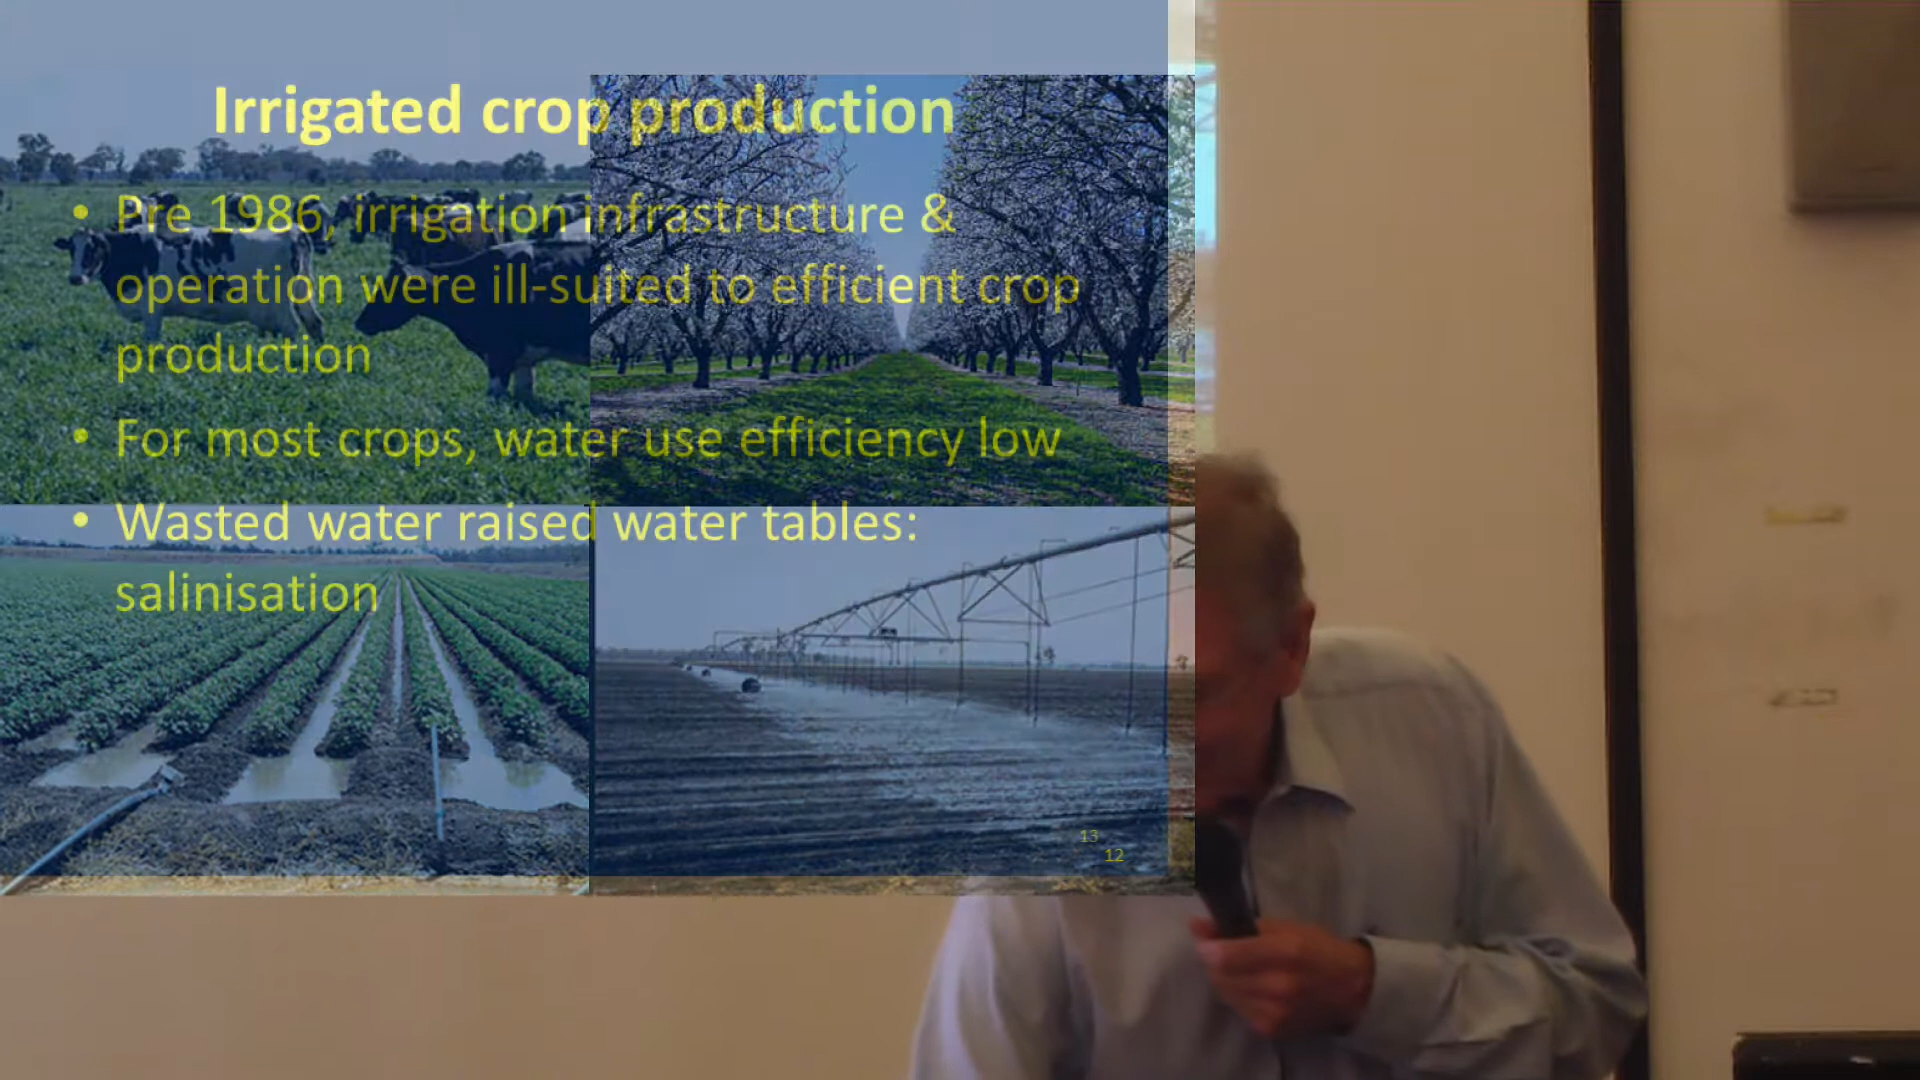 Irrigated crop production
• Pre 1986, irrigation infrastructure &
operation were ill-suited to efficient crop
production
• For most crops, water use efficiency low
• Wasted water raised water tables:
salinisation
13
12